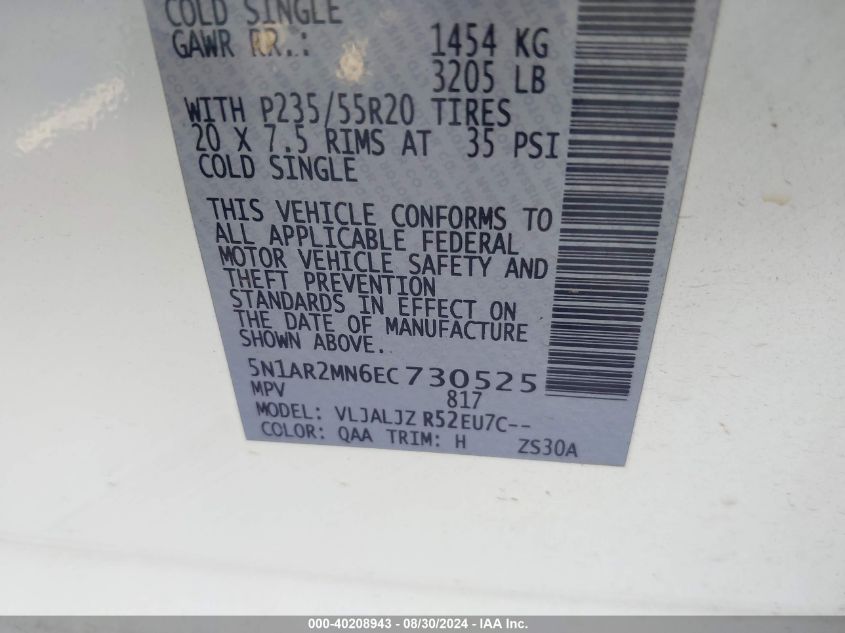 COLD SINGLE
GAWR RR.: 1454 KG
3205 LB
WITH P235/55R20 TIRES
20 X 7.5 RIMS AT 35 PSI
COLD SINGLE
THIS VEHICLE CONFORMS TO
ALL APPLICABLE FEDERAL
MOTOR VEHICLE SAFETY AND
THEFT PREVENTION
STANDARDS IN EFFECT ON
THE DATE OF MANUFACTURE
SHOWN ABOVE.
5N1AR2MN6EC730525
MPV 817
MODEL: VLJALJZ R52EU7C--
COLOR: QAA TRIM: H ZS30A
000-40208943 - 08/30/2024 - IAA Inc.